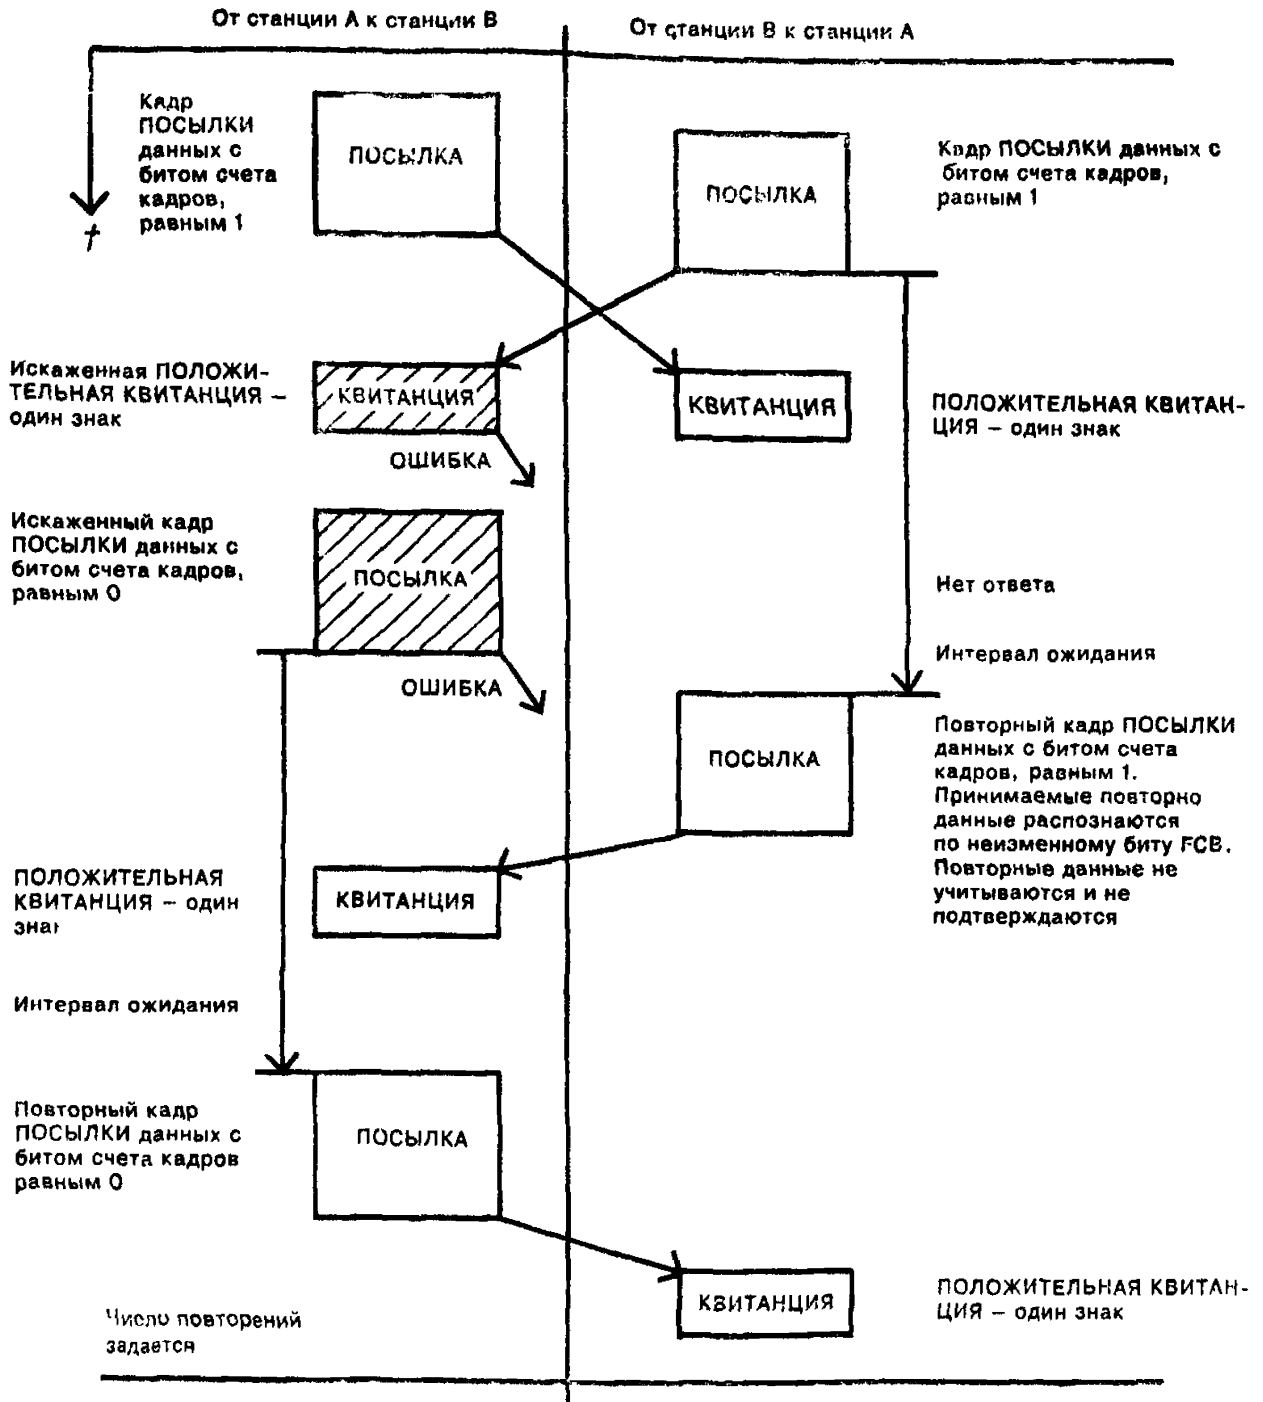 От станции А к станции В
От станции В к станции А
Кадр
ПОСЫЛКИ
данных с
битом счета
кадров,
равным 1
ПОСЫЛКА
ПОСЫЛКА
Кадр ПОСЫЛКИ данных с
битом счета кадров,
равным 1
t
Искаженная ПОЛОЖИ-
ТЕЛЬНАЯ КВИТАНЦИЯ –
один знак
КВИТАНЦИЯ
ОШИБКА
КВИТАНЦИЯ
ПОЛОЖИТЕЛЬНАЯ КВИТАН-
ЦИЯ – один знак
Искаженный кадр
ПОСЫЛКИ данных с
битом счета кадров,
равным 0
ПОСЫЛКА
ОШИБКА
Нет ответа
Интервал ожидания
ПОСЫЛКА
Повторный кадр ПОСЫЛКИ
данных с битом счета
кадров, равным 1.
Принимаемые повторно
данные распознаются
по неизменному биту FCB.
Повторные данные не
учитываются и не
подтверждаются
ПОЛОЖИТЕЛЬНАЯ
КВИТАНЦИЯ – один
знак
КВИТАНЦИЯ
Интервал ожидания
Повторный кадр
ПОСЫЛКИ данных с
битом счета кадров
равным 0
ПОСЫЛКА
КВИТАНЦИЯ
ПОЛОЖИТЕЛЬНАЯ КВИТАН-
ЦИЯ – один знак
Число повторений
задается